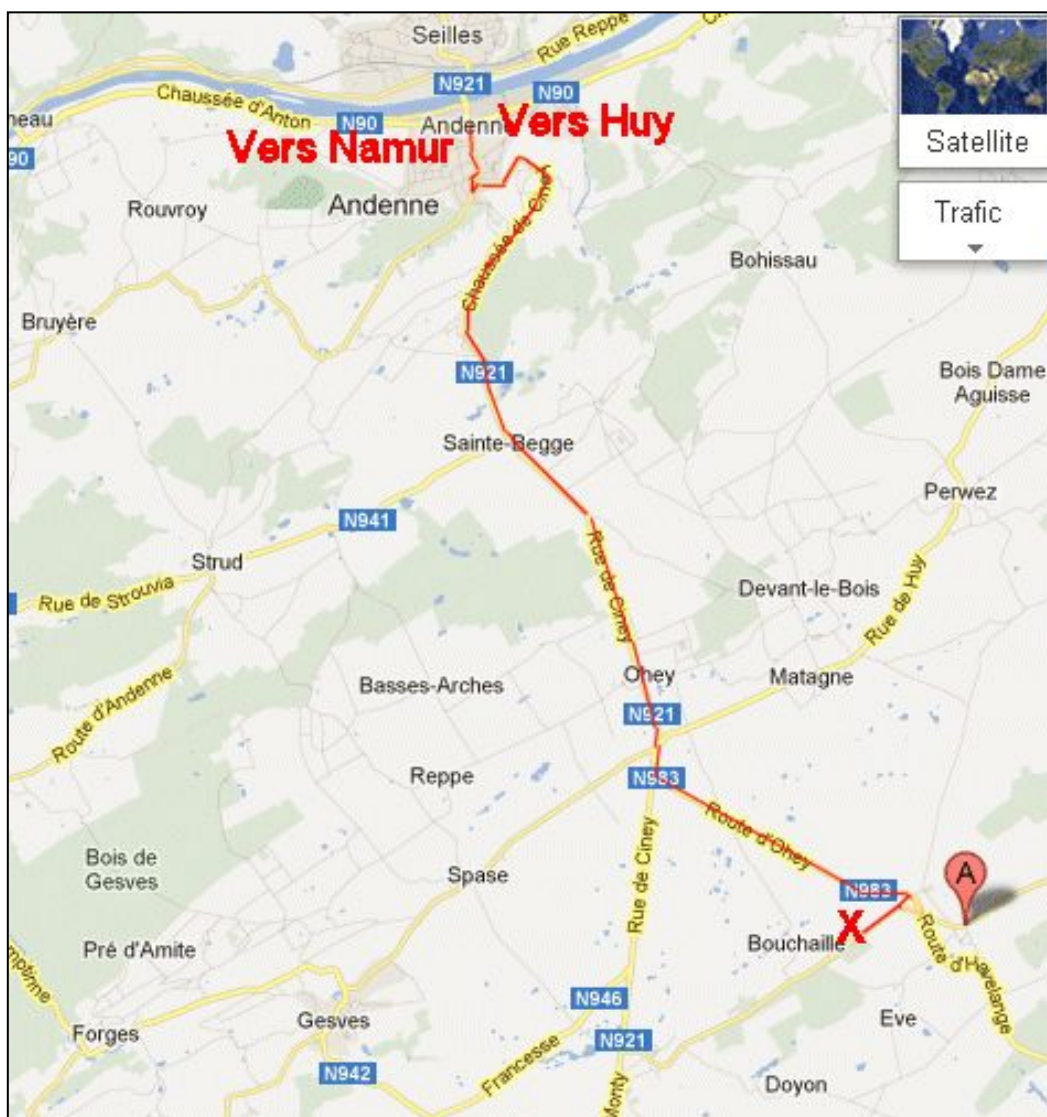 Seilles
Rue Reppe
N921
N90
Chaussée d'Anton
N90
Andenne
90
Vers Namur
Vers Huy
Satellite
Trafic
Rouvroy
Andenne
Chaussée de Ciney
Bohissau
Bruyère
N921
Bois Dame
Aguisse
Sainte-Begge
Perwez
N941
Strud
Rue de Strouvia
Rue de Ciney
Devant-le-Bois
Rue de Huy
Route d'Andenne
Basses-Arches
Ohey
Matagne
N921
Reppe
N983
Route d'Ohey
Bois de
Gesves
Spase
Rue de Ciney
N983
A
X
Bouchaille
Route d'Havelange
Pré d'Amite
N946
Gesves
Eve
Forges
N921
N942
Francesse
Monty
Doyon